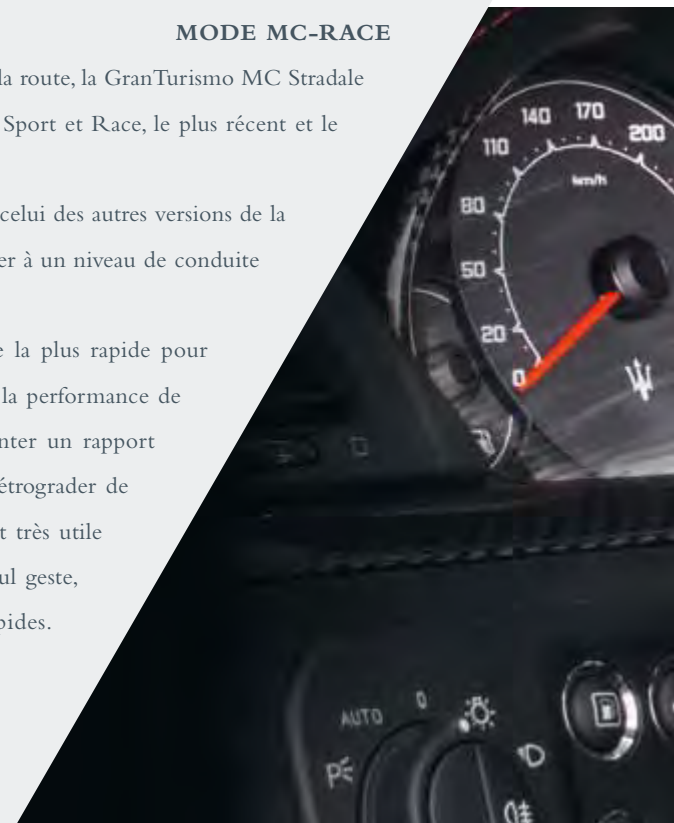 MODE MC-RACE
la route, la GranTurismo MC Stradale
Sport et Race, le plus récent et le
celui des autres versions de la
er à un niveau de conduite
e la plus rapide pour
la performance de
nter un rapport
étrograder de
t très utile
ul geste,
pides.
140 170
110 200
km/h
80
50
20
0
AUTO 0